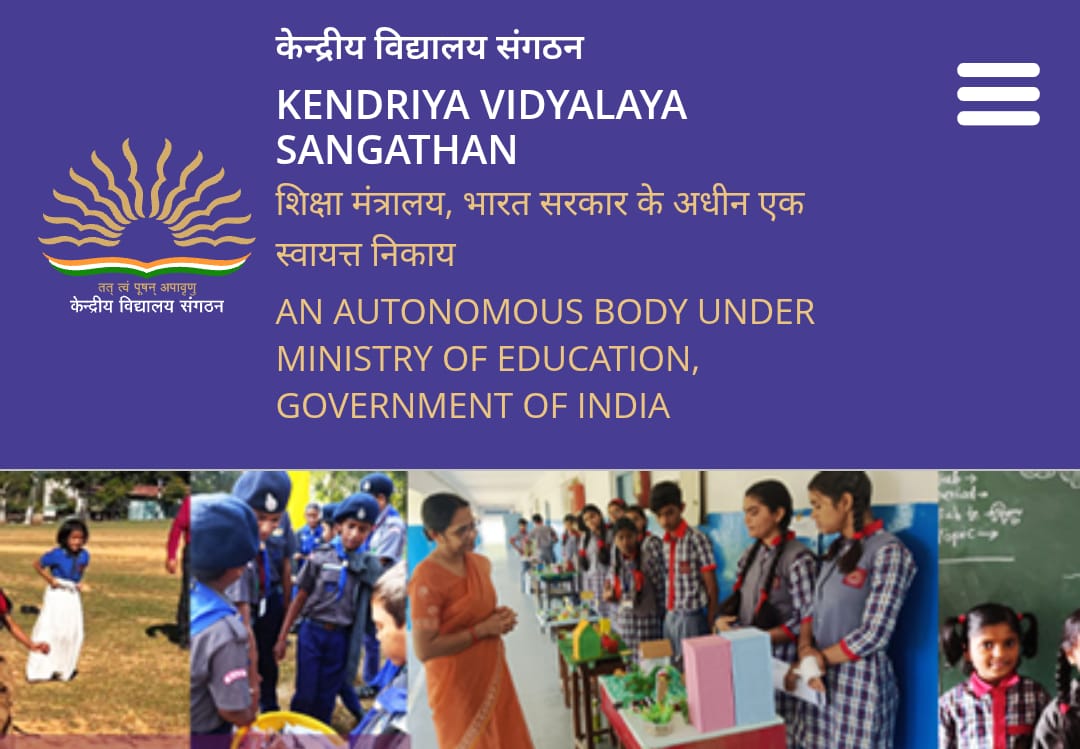 केन्द्रीय विद्यालय संगठन
KENDRIYA VIDYALAYA
SANGATHAN
शिक्षा मंत्रालय, भारत सरकार के अधीन एक
स्वायत्त निकाय
AN AUTONOMOUS BODY UNDER
MINISTRY OF EDUCATION,
GOVERNMENT OF INDIA
तत् त्वं पूषन् अपावृणु
केन्द्रीय विद्यालय संगठन